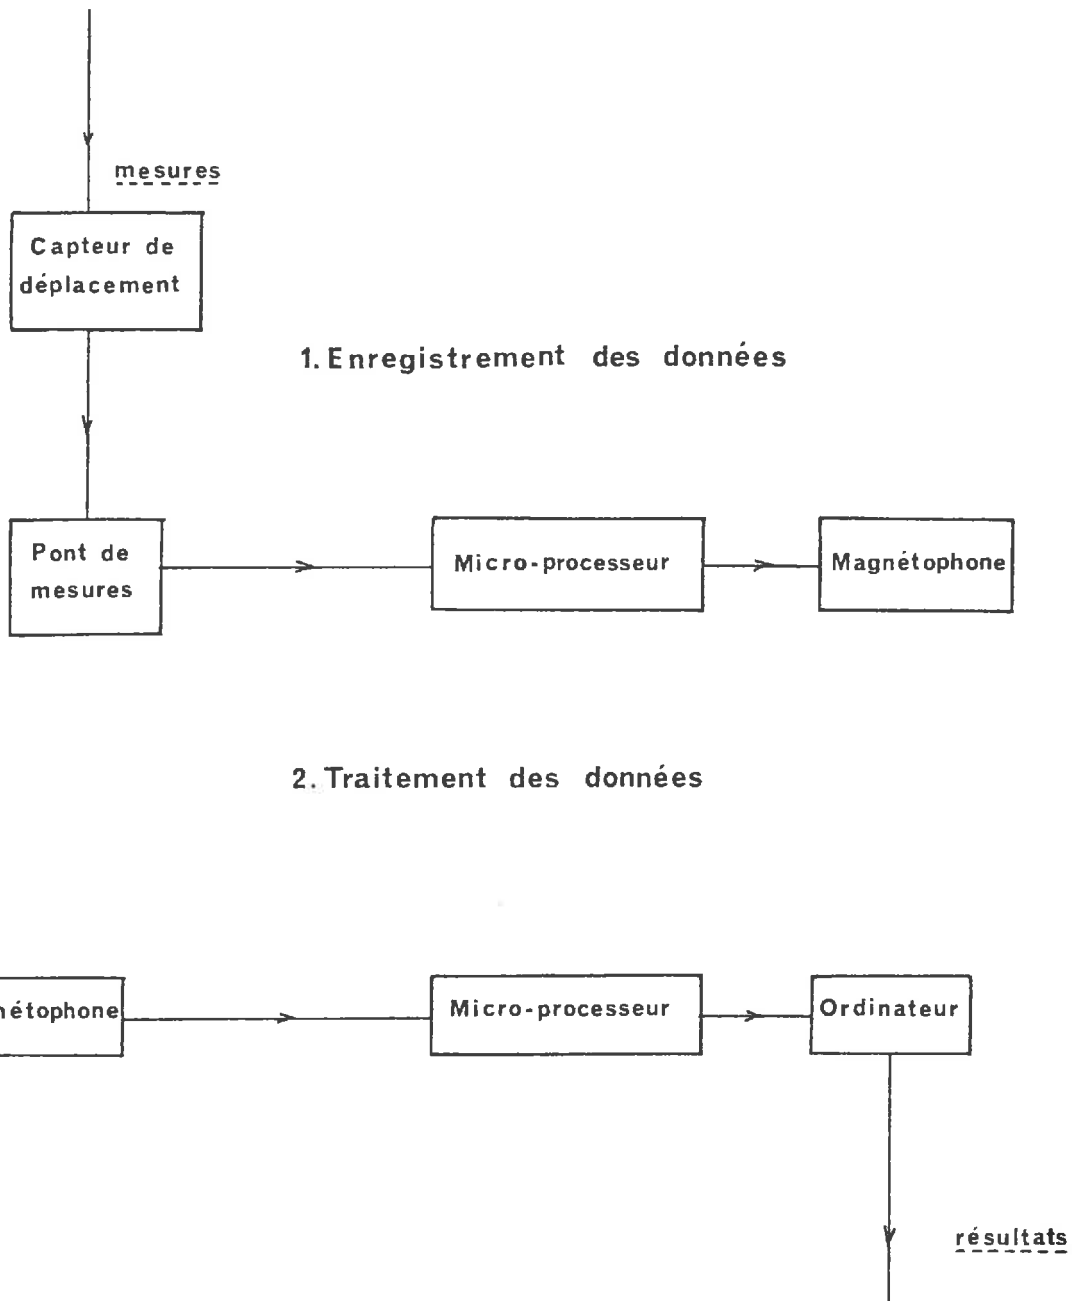 mesures
Capteur de
déplacement
1. Enregistrement des données
Pont de
mesures
Micro-processeur
Magnétophone
2. Traitement des données
nétophone
Micro-processeur
Ordinateur
résultats